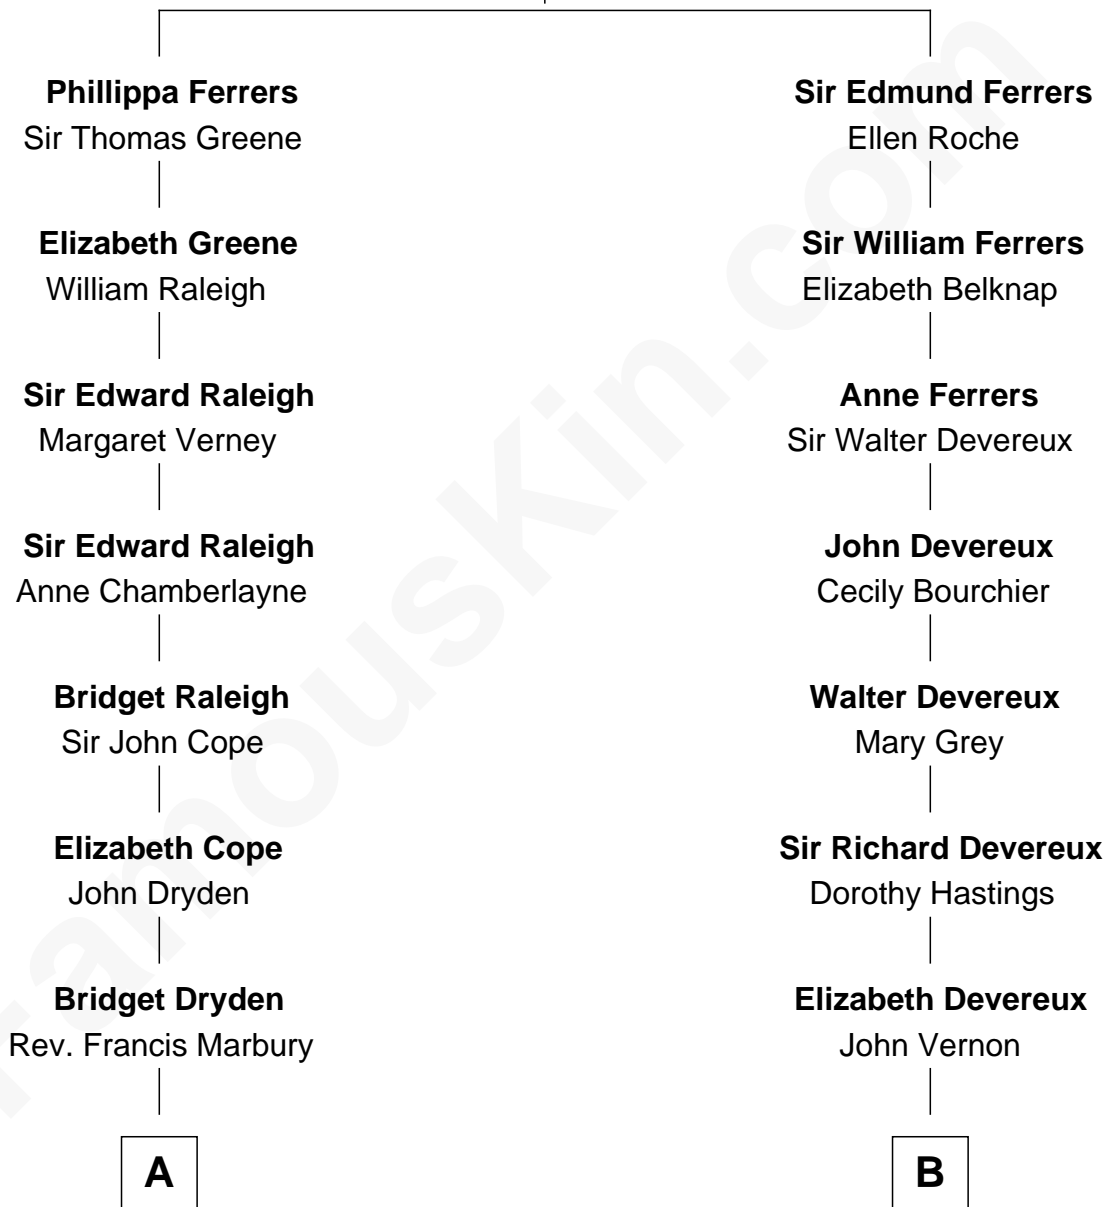 Phillippa Ferrers
Sir Thomas Greene
Elizabeth Greene
William Raleigh
Sir Edward Raleigh
Margaret Verney
Sir Edward Raleigh
Anne Chamberlayne
Bridget Raleigh
Sir John Cope
Elizabeth Cope
John Dryden
Bridget Dryden
Rev. Francis Marbury
A
Sir Edmund Ferrers
Ellen Roche
Sir William Ferrers
Elizabeth Belknap
Anne Ferrers
Sir Walter Devereux
John Devereux
Cecily Bourchier
Walter Devereux
Mary Grey
Sir Richard Devereux
Dorothy Hastings
Elizabeth Devereux
John Vernon
B
FamousKin.com